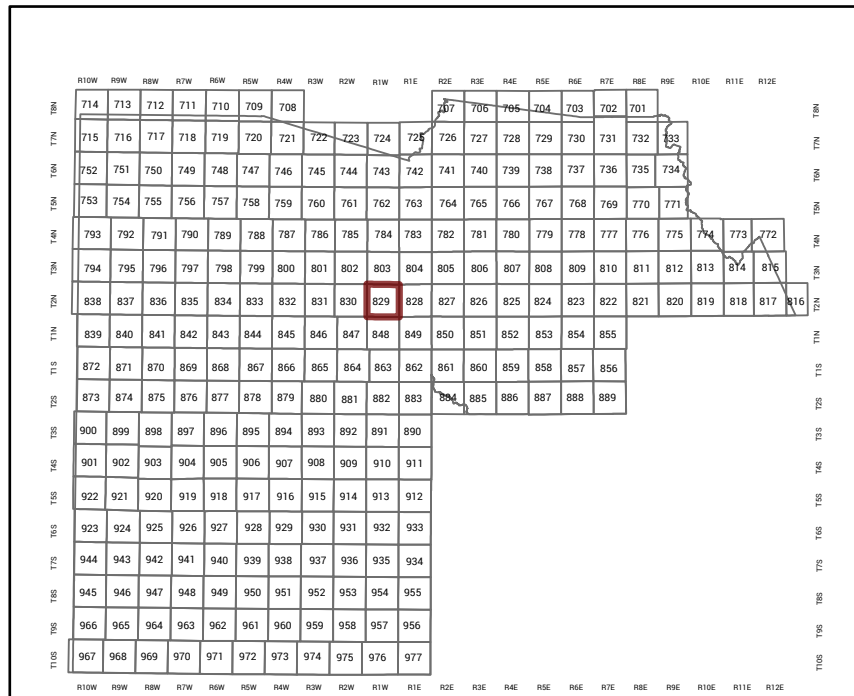 R10W R9W R8W R7W R6W R5W R4W R3W R2W R1W R1E R2E R3E R4E R5E R6E R7E R8E R9E R10E R11E R12E
T8N 714 713 712 711 710 709 708 707 706 705 704 703 702 701 T8N
T7N 715 716 717 718 719 720 721 722 723 724 725 726 727 728 729 730 731 732 733 T7N
T6N 752 751 750 749 748 747 746 745 744 743 742 741 740 739 738 737 736 735 734 T6N
T5N 753 754 755 756 757 758 759 760 761 762 763 764 765 766 767 768 769 770 771 T5N
T4N 793 792 791 790 789 788 787 786 785 784 783 782 781 780 779 778 777 776 775 774 773 772 T4N
T3N 794 795 796 797 798 799 800 801 802 803 804 805 806 807 808 809 810 811 812 813 814 815 T3N
T2N 838 837 836 835 834 833 832 831 830 829 828 827 826 825 824 823 822 821 820 819 818 817 816 T2N
T1N 839 840 841 842 843 844 845 846 847 848 849 850 851 852 853 854 855 T1N
T1S 872 871 870 869 868 867 866 865 864 863 862 861 860 859 858 857 856 T1S
T2S 873 874 875 876 877 878 879 880 881 882 883 884 885 886 887 888 889 T2S
T3S 900 899 898 897 896 895 894 893 892 891 890 T3S
T4S 901 902 903 904 905 906 907 908 909 910 911 T4S
T5S 922 921 920 919 918 917 916 915 914 913 912 T5S
T6S 923 924 925 926 927 928 929 930 931 932 933 T6S
T7S 944 943 942 941 940 939 938 937 936 935 934 T7S
T8S 945 946 947 948 949 950 951 952 953 954 955 T8S
T9S 966 965 964 963 962 961 960 959 958 957 956 T9S
T10S 967 968 969 970 971 972 973 974 975 976 977 T10S
R10W R9W R8W R7W R6W R5W R4W R3W R2W R1W R1E R2E R3E R4E R5E R6E R7E R8E R9E R10E R11E R12E